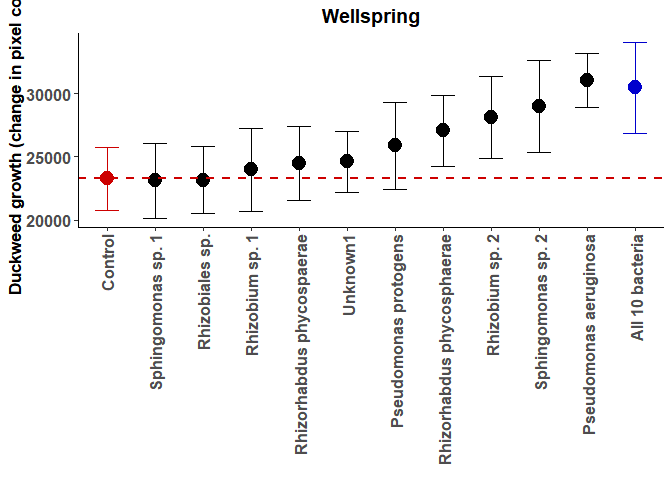 Wellspring
Duckweed growth (change in pixel co
30000
25000
20000
Control
Sphingomonas sp. 1
Rhizobiales sp.
Rhizobium sp. 1
Rhizorhabdus phycospaerae
Unknown1
Pseudomonas protogens
Rhizorhabdus phycosphaerae
Rhizobium sp. 2
Sphingomonas sp. 2
Pseudomonas aeruginosa
All 10 bacteria